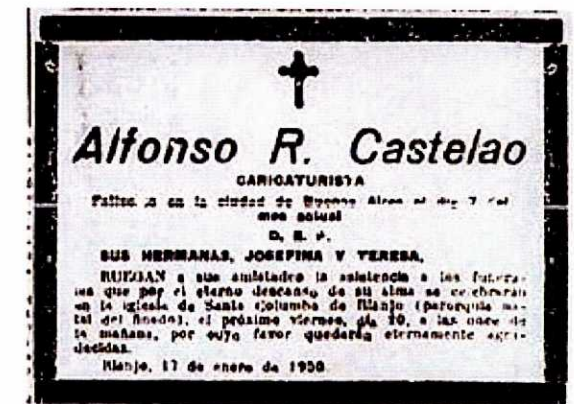 Alfonso R. Castelao
CARICATURISTA
Falleció en la ciudad de Buenos Aires el día 7 del
mes actual
D. E. P.
SUS HERMANAS, JOSEFINA Y TERESA,
RUEGAN a sus amistades la asistencia a los funera-
les que por el eterno descanso de su alma se celebrarán
en la iglesia de Santa Columba de Rianjo (parroquia na-
tal del finado), el próximo viernes, día 20, a las once de
la mañana, por cuyo favor quedarán eternamente agra-
decidas.
Rianjo, 17 de enero de 1950